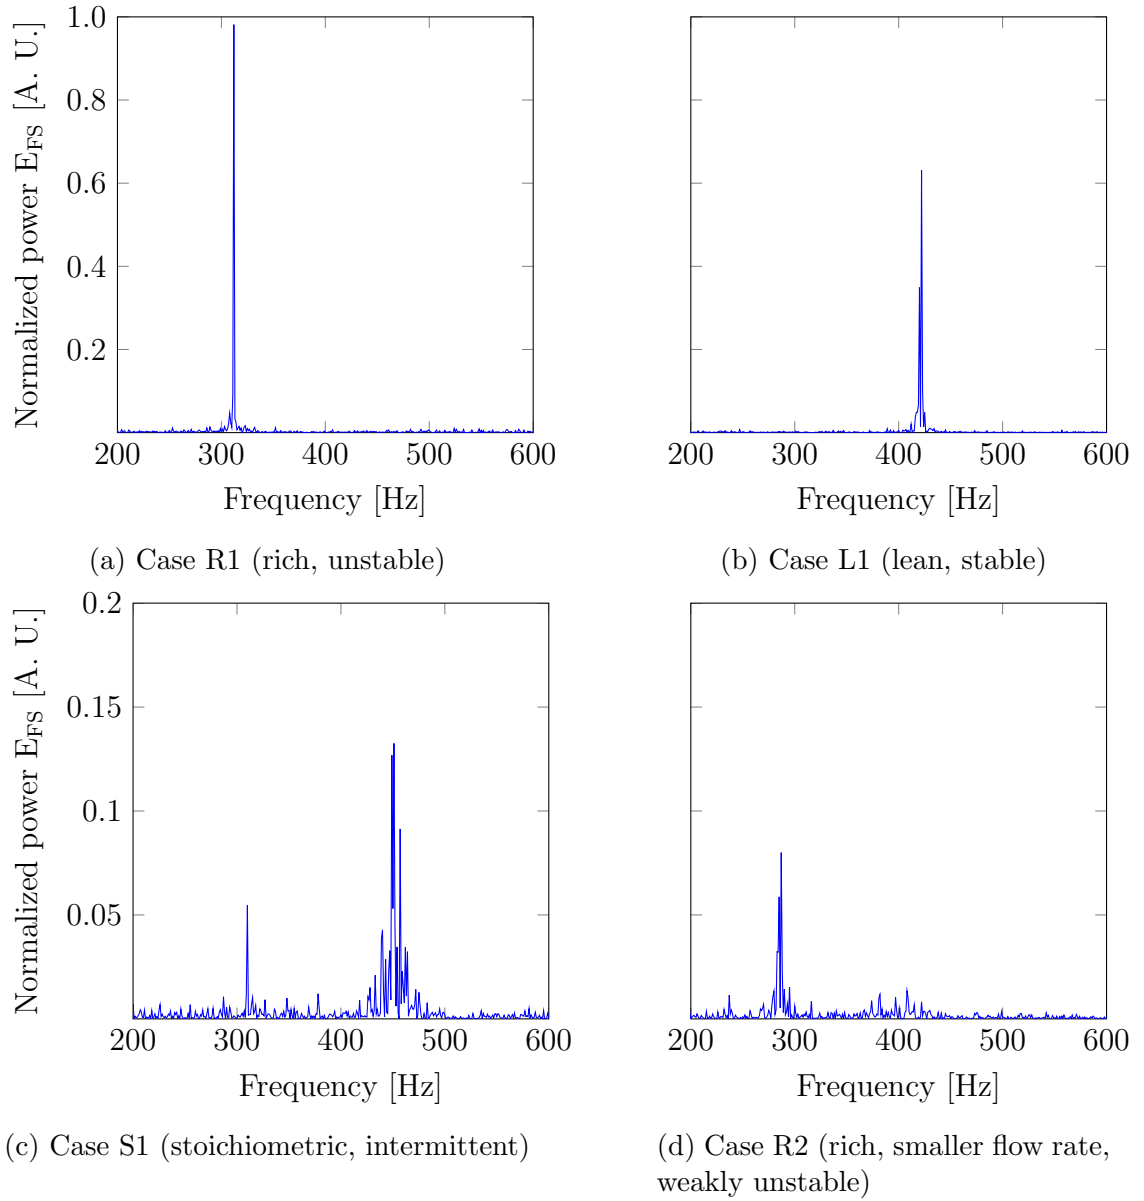 Normalized power E_FS [A. U.]
1.0
0.8
0.6
0.4
0.2
200 300 400 500 600
Frequency [Hz]
(a) Case R1 (rich, unstable)
200 300 400 500 600
Frequency [Hz]
(b) Case L1 (lean, stable)
Normalized power E_FS [A. U.]
0.2
0.15
0.1
0.05
200 300 400 500 600
Frequency [Hz]
(c) Case S1 (stoichiometric, intermittent)
200 300 400 500 600
Frequency [Hz]
(d) Case R2 (rich, smaller flow rate,
weakly unstable)